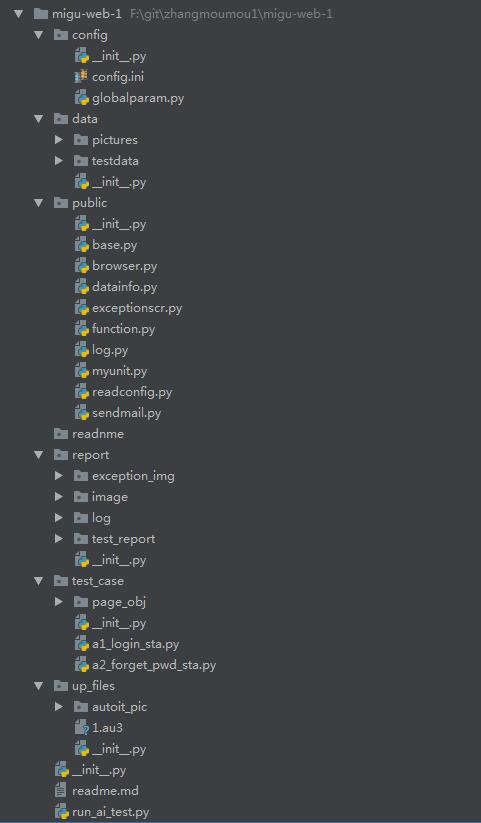 migu-web-1 F:\git\zhangmoumou1\migu-web-1
config
__init__.py
config.ini
globalparam.py
data
pictures
testdata
__init__.py
public
__init__.py
base.py
browser.py
datainfo.py
exceptionscr.py
function.py
log.py
myunit.py
readconfig.py
sendmail.py
readnme
report
exception_img
image
log
test_report
__init__.py
test_case
page_obj
__init__.py
a1_login_sta.py
a2_forget_pwd_sta.py
up_files
autoit_pic
1.au3
__init__.py
__init__.py
readme.md
run_ai_test.py